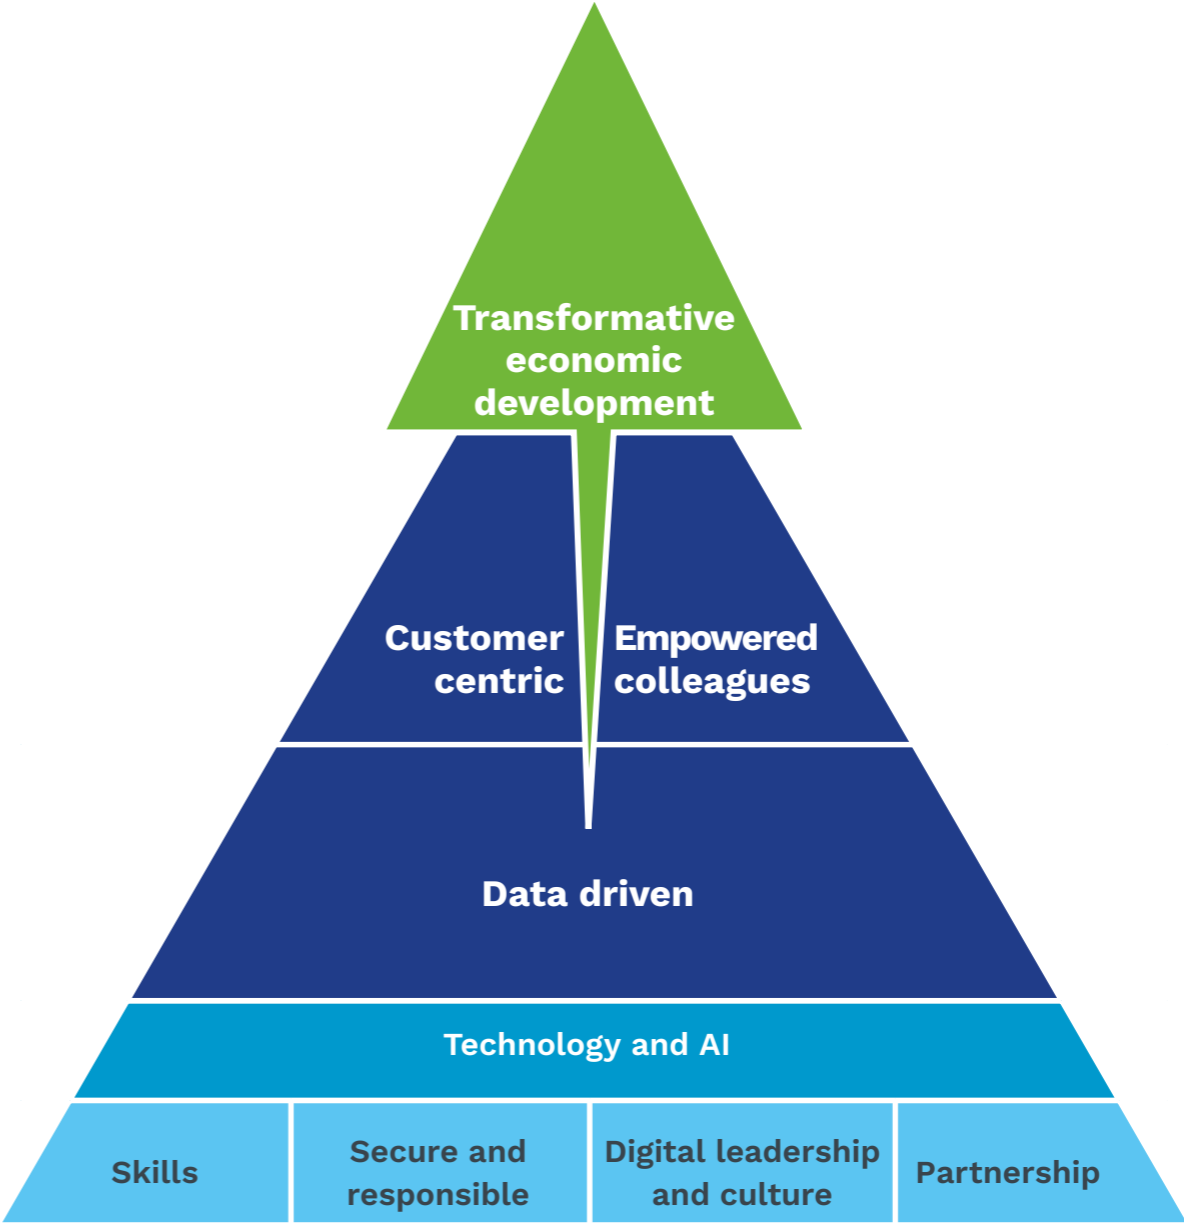 Transformative
economic
development
Customer
centric
Empowered
colleagues
Data driven
Technology and AI
Skills
Secure and
responsible
Digital leadership
and culture
Partnership